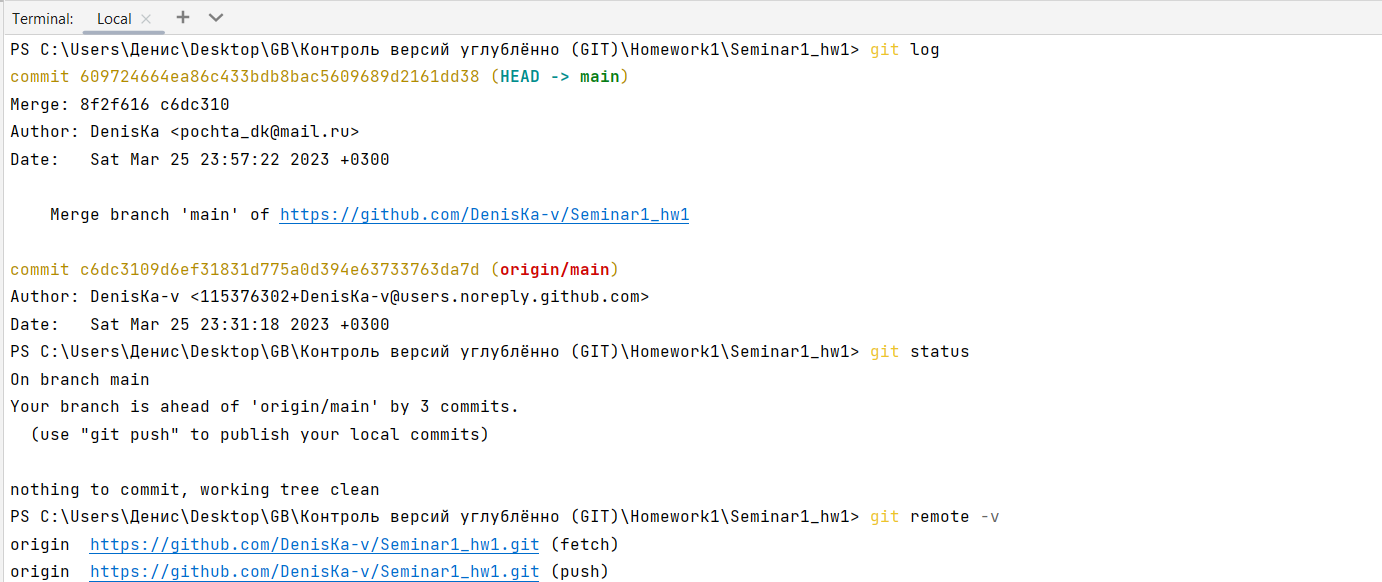 Terminal: Local
PS C:\Users\Денис\Desktop\GB\Контроль версий углублённо (GIT)\Homework1\Seminar1_hw1> git log
commit 609724664ea86c433bdb8bac5609689d2161dd38 (HEAD -> main)
Merge: 8f2f616 c6dc310
Author: DenisKa <pochta_dk@mail.ru>
Date:   Sat Mar 25 23:57:22 2023 +0300
    Merge branch 'main' of https://github.com/DenisKa-v/Seminar1_hw1
commit c6dc3109d6ef31831d775a0d394e63733763da7d (origin/main)
Author: DenisKa-v <115376302+DenisKa-v@users.noreply.github.com>
Date:   Sat Mar 25 23:31:18 2023 +0300
PS C:\Users\Денис\Desktop\GB\Контроль версий углублённо (GIT)\Homework1\Seminar1_hw1> git status
On branch main
Your branch is ahead of 'origin/main' by 3 commits.
  (use "git push" to publish your local commits)
nothing to commit, working tree clean
PS C:\Users\Денис\Desktop\GB\Контроль версий углублённо (GIT)\Homework1\Seminar1_hw1> git remote -v
origin  https://github.com/DenisKa-v/Seminar1_hw1.git (fetch)
origin  https://github.com/DenisKa-v/Seminar1_hw1.git (push)